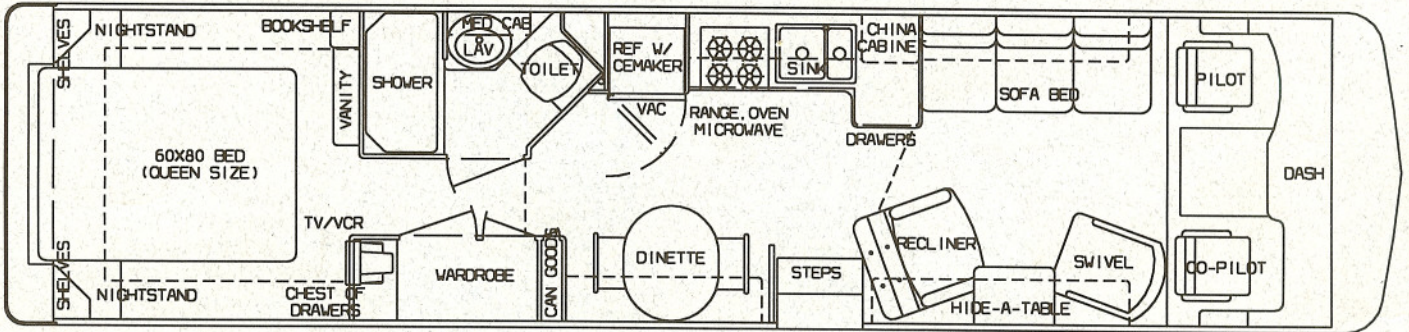 SHELVES
NIGHTSTAND
BOOKSHELF
VANITY
SHOWER
MED CAB
LAV
TOILET
REF W/
CEMAKER
VAC
RANGE, OVEN
MICROWAVE
SINK
CHINA
CABINE
DRAWERS
SOFA BED
PILOT
DASH
60X80 BED
(QUEEN SIZE)
TV/VCR
SHELVES
NIGHTSTAND
CHEST OF
DRAWERS
WARDROBE
CAN GOODS
DINETTE
STEPS
RECLINER
HIDE-A-TABLE
SWIVEL
CO-PILOT